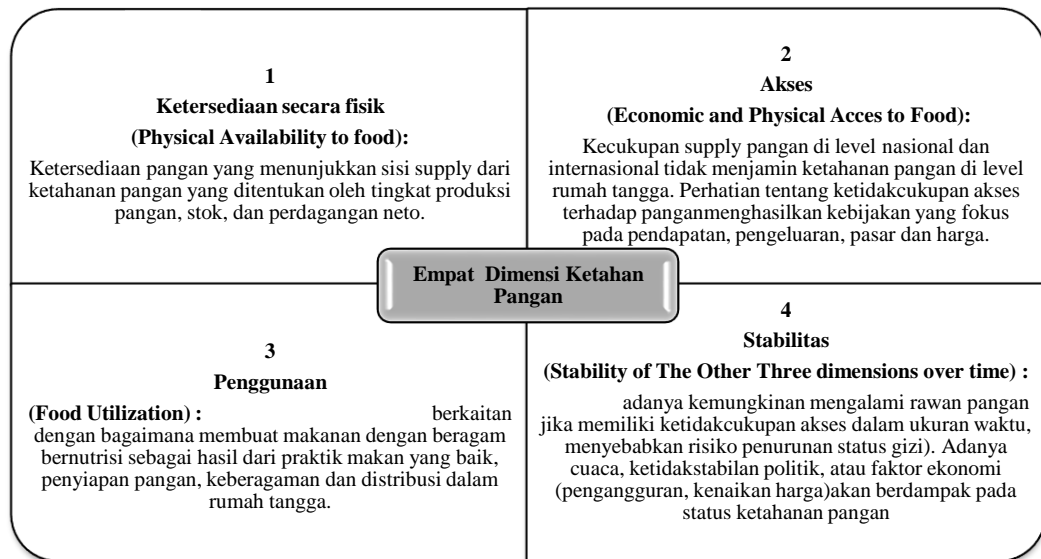 1
Ketersediaan secara fisik
(Physical Availability to food):
Ketersediaan pangan yang menunjukkan sisi supply dari
ketahanan pangan yang ditentukan oleh tingkat produksi
pangan, stok, dan perdagangan neto.
2
Akses
(Economic and Physical Acces to Food):
Kecukupan supply pangan di level nasional dan
internasional tidak menjamin ketahanan pangan di level
rumah tangga. Perhatian tentang ketidakcukupan akses
terhadap panganmenghasilkan kebijakan yang fokus
pada pendapatan, pengeluaran, pasar dan harga.
Empat Dimensi Ketahan
Pangan
3
Penggunaan
(Food Utilization) : berkaitan
dengan bagaimana membuat makanan dengan beragam
bernutrisi sebagai hasil dari praktik makan yang baik,
penyiapan pangan, keberagaman dan distribusi dalam
rumah tangga.
4
Stabilitas
(Stability of The Other Three dimensions over time) :
adanya kemungkinan mengalami rawan pangan
jika memiliki ketidakcukupan akses dalam ukuran waktu,
menyebabkan risiko penurunan status gizi). Adanya
cuaca, ketidakstabilan politik, atau faktor ekonomi
(pengangguran, kenaikan harga)akan berdampak pada
status ketahanan pangan